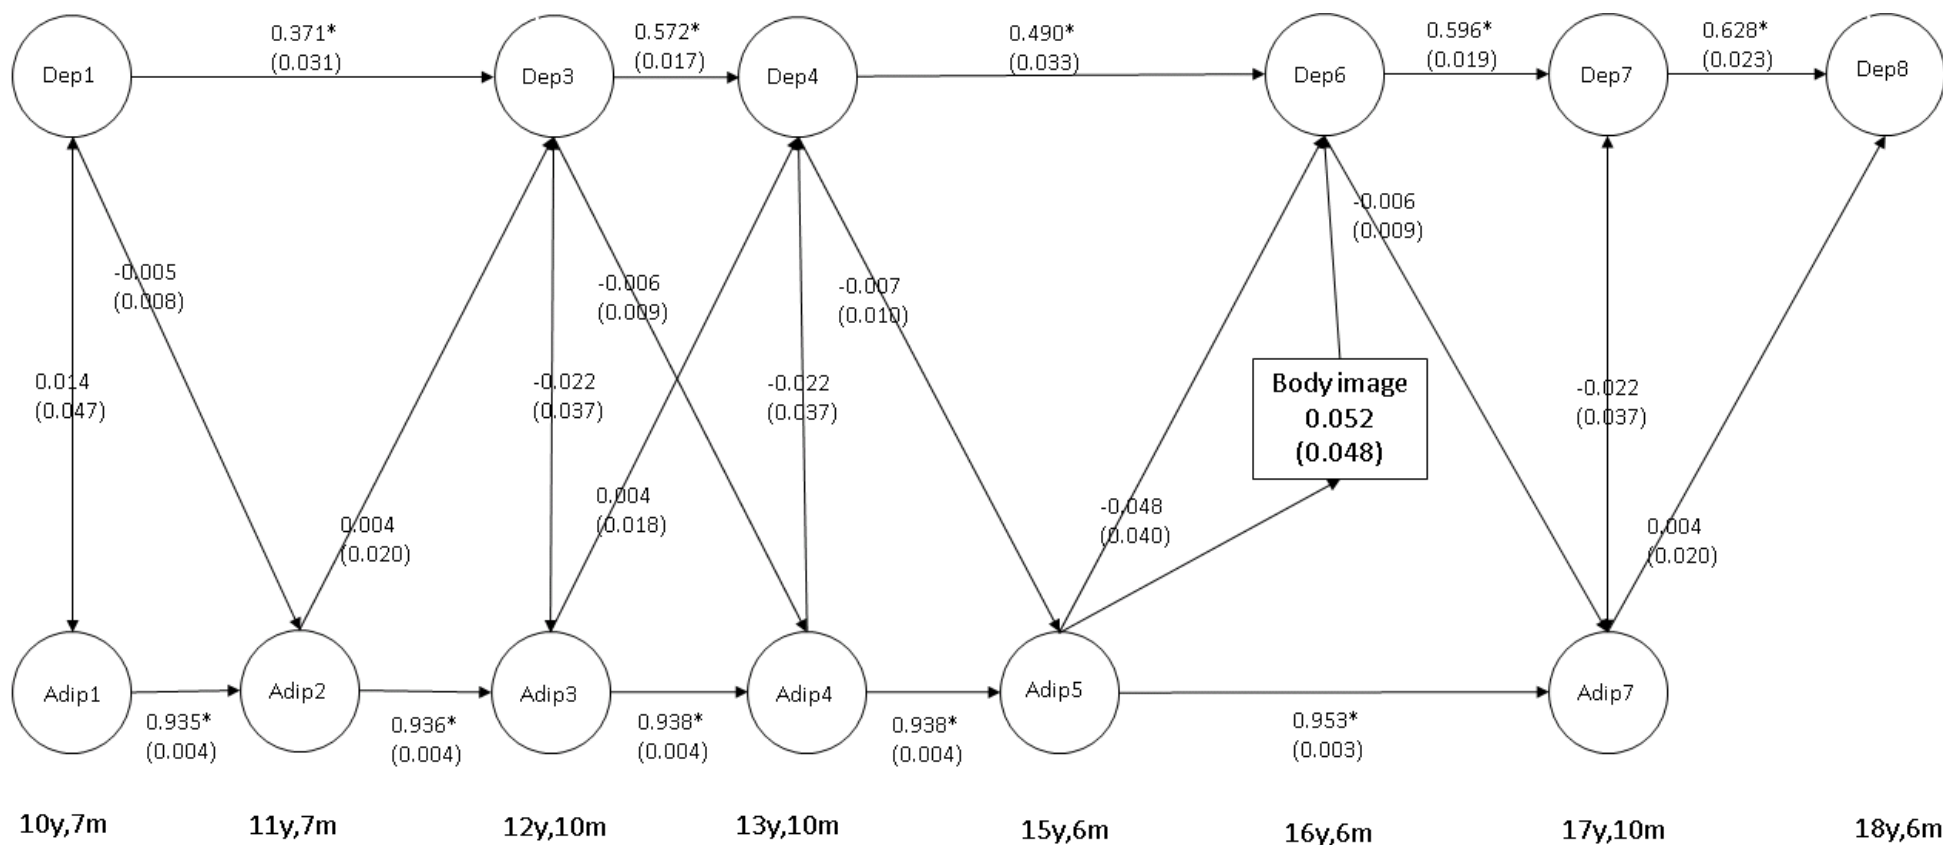 0.371*
(0.031)
0.572*
(0.017)
0.490*
(0.033)
0.596*
(0.019)
0.628*
(0.023)
Dep1
Dep3
Dep4
Dep6
Dep7
Dep8
-0.005
(0.008)
-0.006
(0.009)
-0.007
(0.010)
-0.006
(0.009)
0.014
(0.047)
-0.022
(0.037)
-0.022
(0.037)
Body image
0.052
(0.048)
-0.022
(0.037)
0.004
(0.020)
0.004
(0.018)
-0.048
(0.040)
0.004
(0.020)
Adip1
Adip2
Adip3
Adip4
Adip5
Adip7
0.935*
(0.004)
0.936*
(0.004)
0.938*
(0.004)
0.938*
(0.004)
0.953*
(0.003)
10y,7m
11y,7m
12y,10m
13y,10m
15y,6m
16y,6m
17y,10m
18y,6m